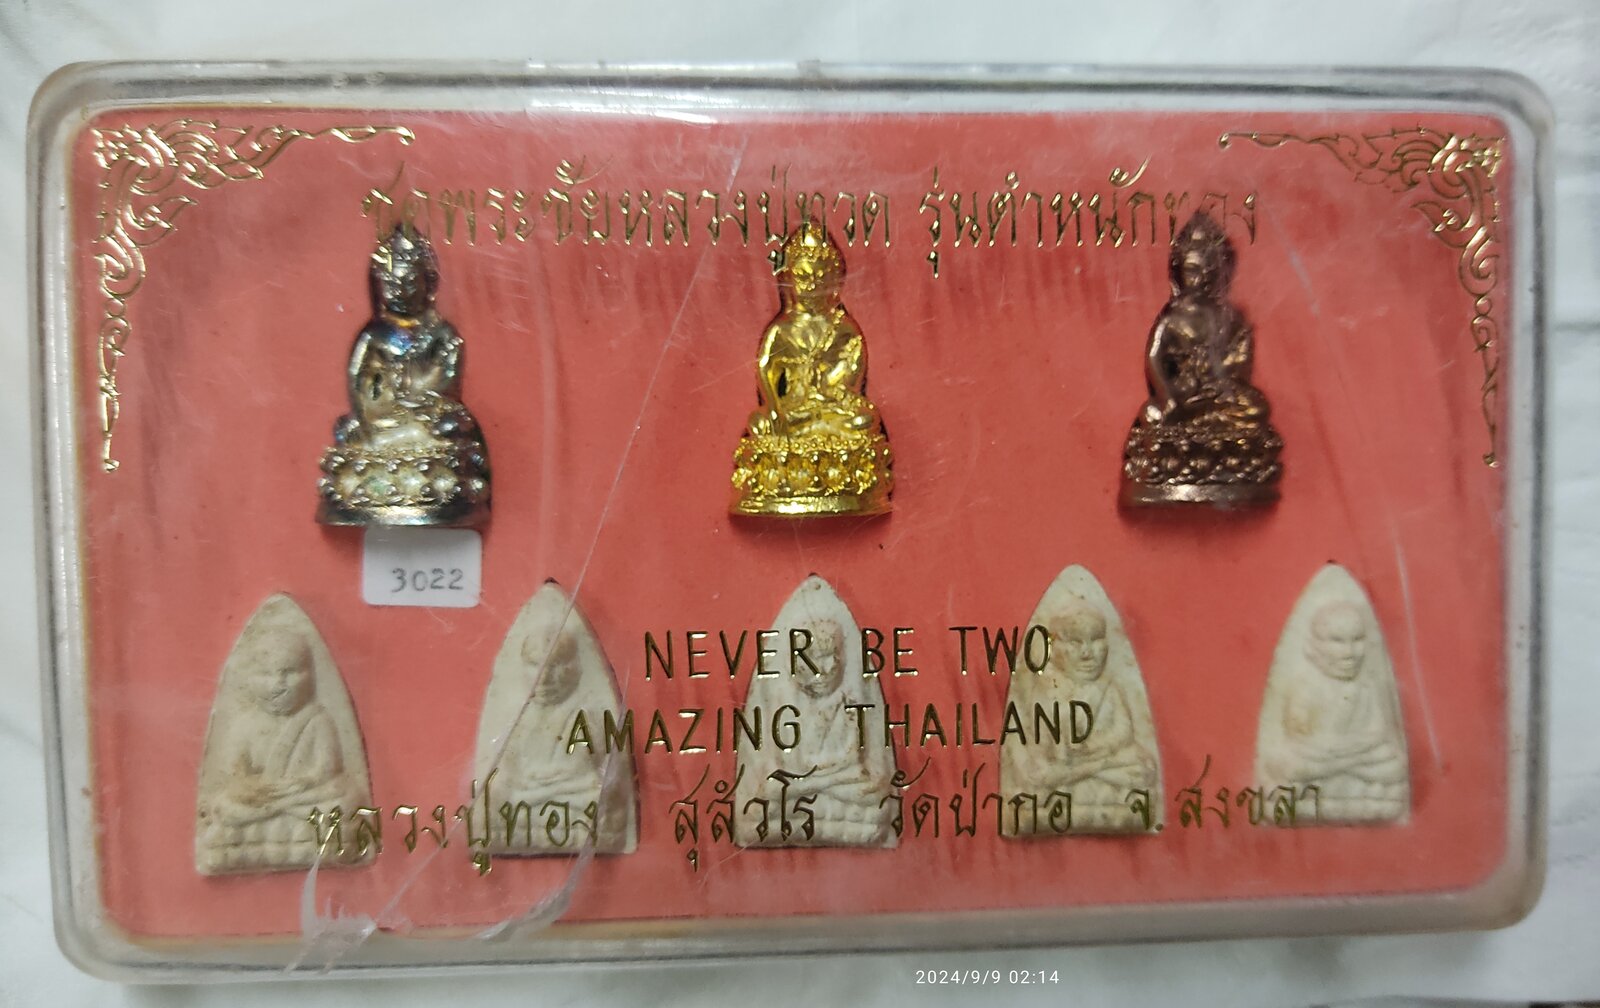 ชุดพระชัยหลวงปู่ทวด รุ่นตำหนักทอง
3022
NEVER BE TWO
AMAZING THAILAND
หลวงปู่ทอง สุสัวโร วัดป่ากอ จ.สงขลา
2024/9/9 02:14